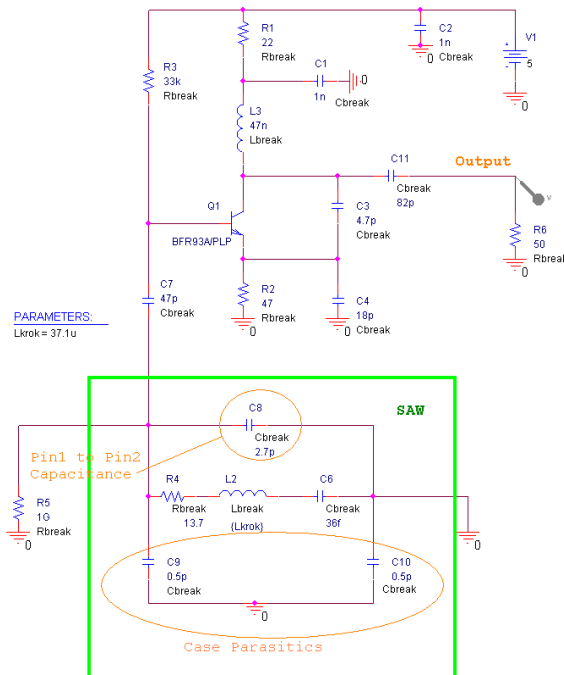 R1
22
Rbreak
C2
1n
Cbreak
0
V1
5
0
R3
33k
Rbreak
C1
1n
Cbreak
0
L3
47n
Lbreak
C11
Cbreak
82p
Output
V
Q1
BFR93A/PLP
C3
4.7p
Cbreak
R6
50
Rbreak
0
C7
47p
Cbreak
R2
47
Rbreak
0
C4
18p
Cbreak
0
PARAMETERS:
Lkrok = 37.1u
SAW
C8
Cbreak
2.7p
Pin1 to Pin2
Capacitance
R4
Rbreak
13.7
L2
Lbreak
(Lkrok)
C6
Cbreak
36f
R5
1G
Rbreak
0
0
C9
0.5p
Cbreak
C10
0.5p
Cbreak
0
Case Parasitics